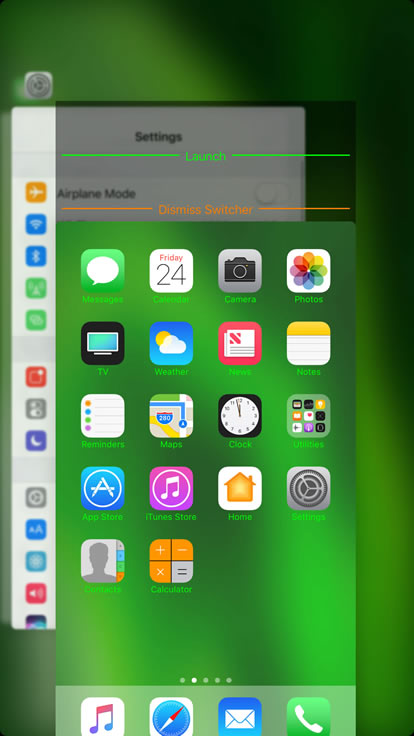 Settings
Launch
Airplane Mode
Dismiss Switcher
Friday
24
Messages
Calendar
Camera
Photos
TV
Weather
News
Notes
280
Reminders
Maps
Clock
Utilities
App Store
iTunes Store
Home
Settings
Contacts
Calculator